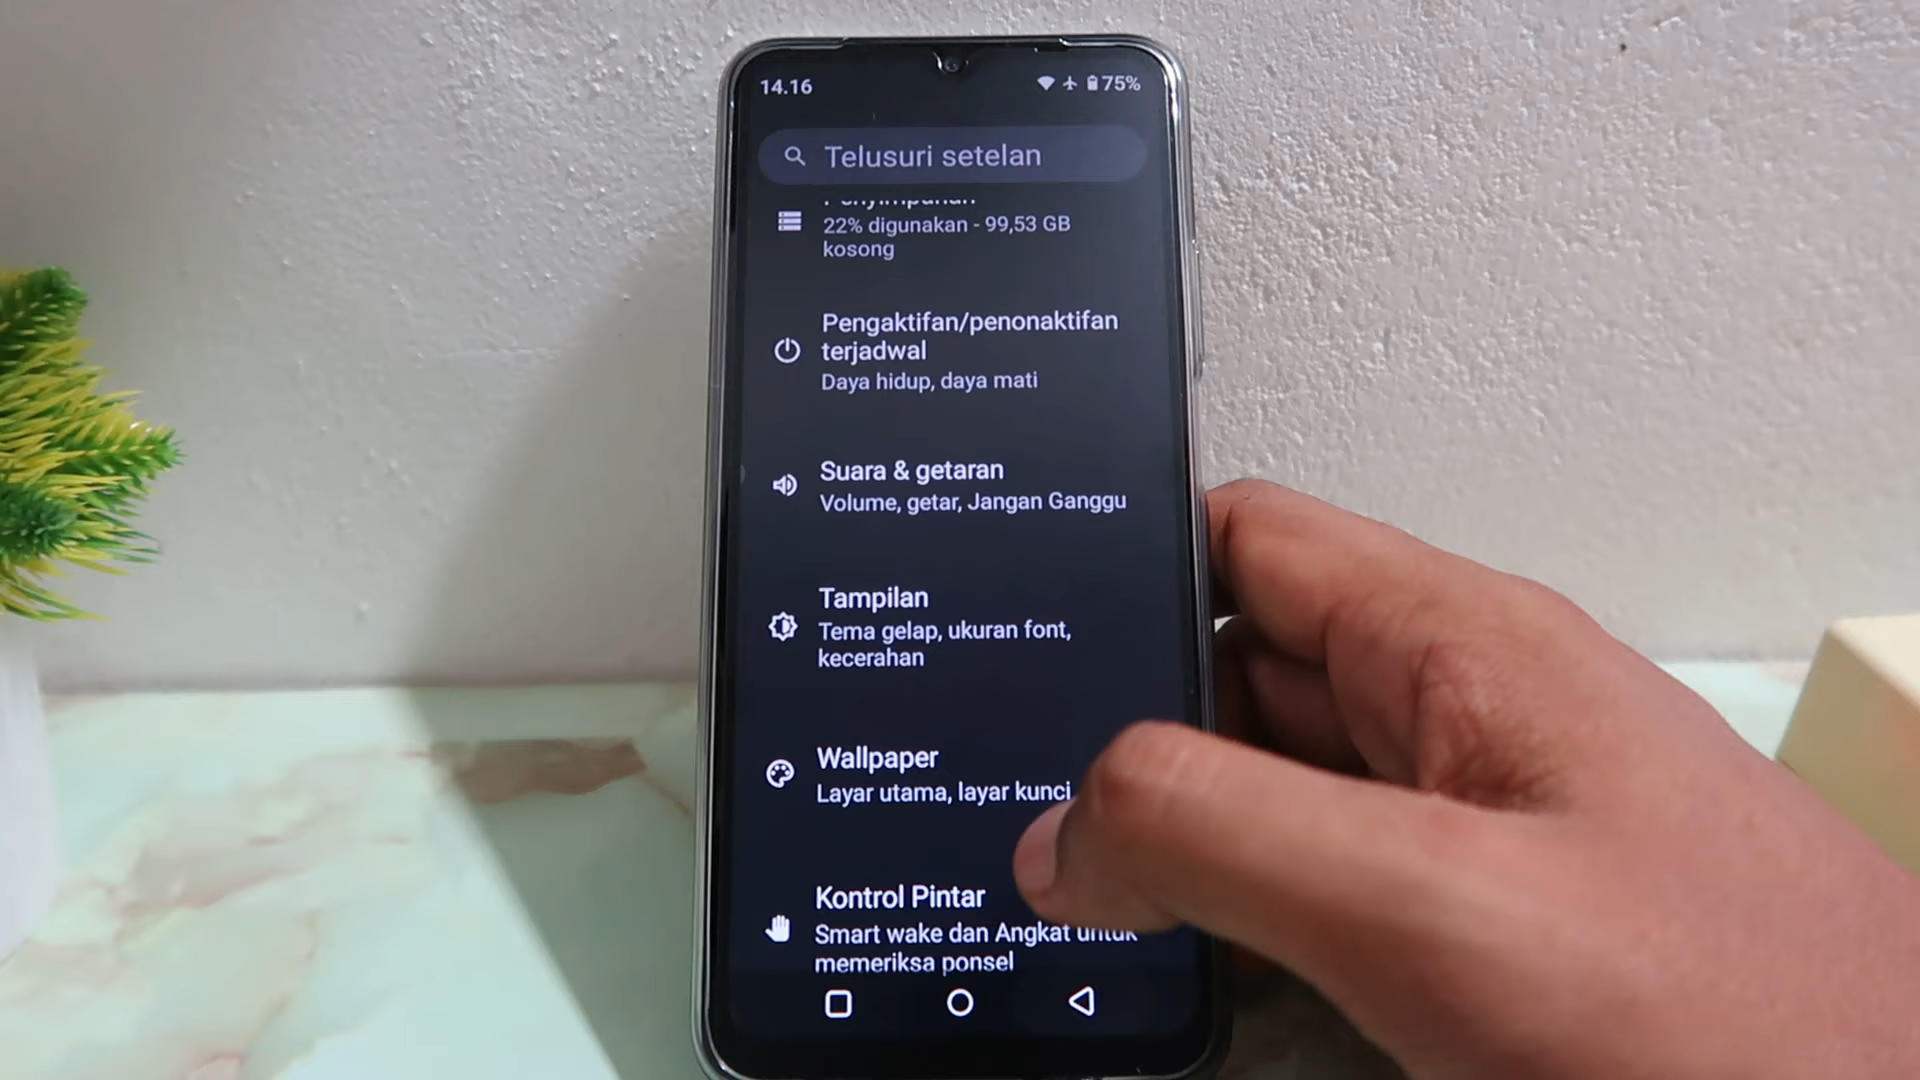 14.16
75%
Telusuri setelan
Penyimpanan
22% digunakan - 99,53 GB
kosong
Pengaktifan/penonaktifan
terjadwal
Daya hidup, daya mati
Suara & getaran
Volume, getar, Jangan Ganggu
Tampilan
Tema gelap, ukuran font,
kecerahan
Wallpaper
Layar utama, layar kunci
Kontrol Pintar
Smart wake dan Angkat untuk
memeriksa ponsel